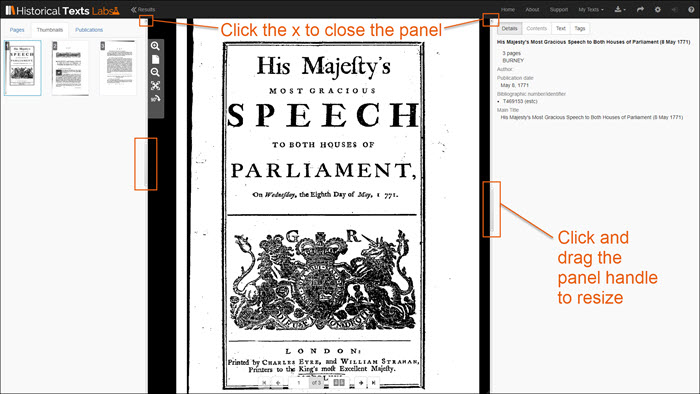 Historical Texts Labs
Results
Home About Support My Texts Tags
Click the x to close the panel
Pages Thumbnails Publications
Details Contents Text Tags
His Majesty's Most Gracious Speech to Both Houses of Parliament (8 May 1771)
3 pages
BURNEY
Author:
Publication date
May 8, 1771
Bibliographic number/identifier
T469153 (estc)
Main Title
His Majesty's Most Gracious Speech to Both Houses of Parliament (8 May 1771)
His Majeſty's
MOST GRACIOUS
SPEECH
TO BOTH HOUSES OF
PARLIAMENT,
On Wedneſday, the Eighth Day of May, 1771.
G R
LONDON:
Printed by CHARLES EYRE, and WILLIAM STRAHAN,
Printers to the King's moſt Excellent Majeſty.
1 of 3
Click and
drag the
panel handle
to resize